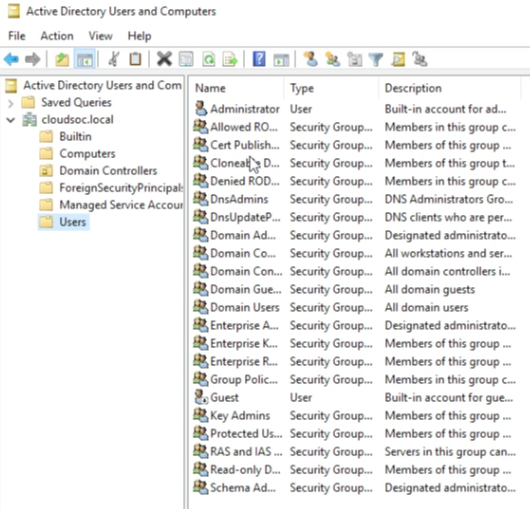 Active Directory Users and Computers
File Action View Help
Active Directory Users and Com
Saved Queries
cloudsoc.local
Builtin
Computers
Domain Controllers
ForeignSecurityPrincipals
Managed Service Accour
Users
Name Type Description
Administrator User Built-in account for ad...
Allowed RO... Security Group... Members in this group c...
Cert Publish... Security Group... Members of this group ...
Cloneable D... Security Group... Members of this group t...
Denied ROD... Security Group... Members in this group c...
DnsAdmins Security Group... DNS Administrators Gro...
DnsUpdateP... Security Group... DNS clients who are per...
Domain Ad... Security Group... Designated administrato...
Domain Co... Security Group... All workstations and ser...
Domain Con... Security Group... All domain controllers i...
Domain Gue... Security Group... All domain guests
Domain Users Security Group... All domain users
Enterprise A... Security Group... Designated administrato...
Enterprise K... Security Group... Members of this group ...
Enterprise R... Security Group... Members of this group ...
Group Polic... Security Group... Members in this group c...
Guest User Built-in account for gue...
Key Admins Security Group... Members of this group ...
Protected Us... Security Group... Members of this group ...
RAS and IAS ... Security Group... Servers in this group can...
Read-only D... Security Group... Members of this group ...
Schema Ad... Security Group... Designated administrato...